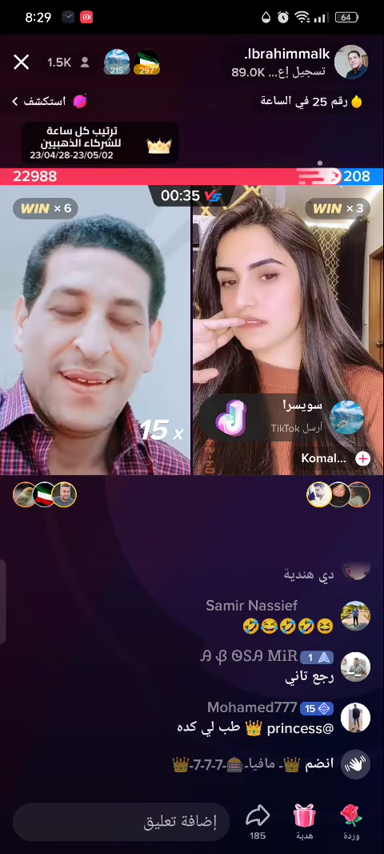 8:29
64
.lbrahimmalk
تسجيل إع... 89.0K
1.5K
215
297
رقم 25 في الساعة
استكشف
ترتيب كل ساعة
للشركاء الذهبيين
23/04/28-23/05/02
22988
208
00:35 VS
WIN × 6
WIN × 3
15 x
سويسرا
أرسل TikTok
Komal...
دي هندية
Samir Nassief
🤣😂🤣🤣😆
Ꭿ ᎯᏕᎾ ꞵ MiR 1
رجع تاني
Mohamed777 15
@princess 👑 طب لي كده
انضم 👑-مافيا-🎰-7-7-7-👑
إضافة تعليق
185
هدية
وردة